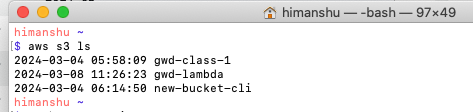 himanshu — -bash — 97×49
himanshu ~
[$ aws s3 ls
2024-03-04 05:58:09 gwd-class-1
2024-03-08 11:26:23 gwd-lambda
2024-03-04 06:14:50 new-bucket-cli
himanshu ~